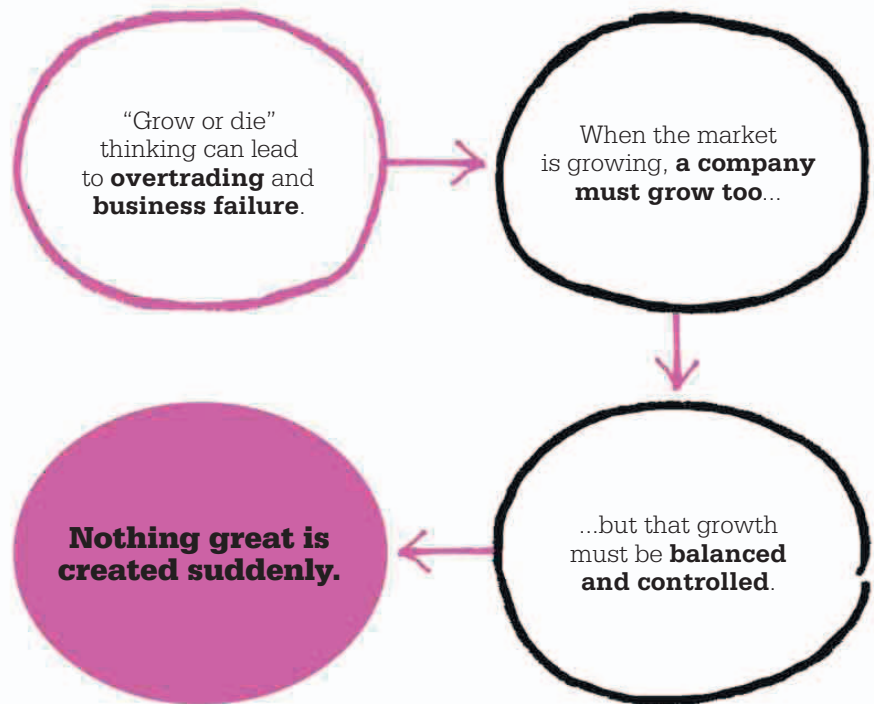 “Grow or die”
thinking can lead
to overtrading and
business failure.
When the market
is growing, a company
must grow too...
...but that growth
must be balanced
and controlled.
Nothing great is
created suddenly.